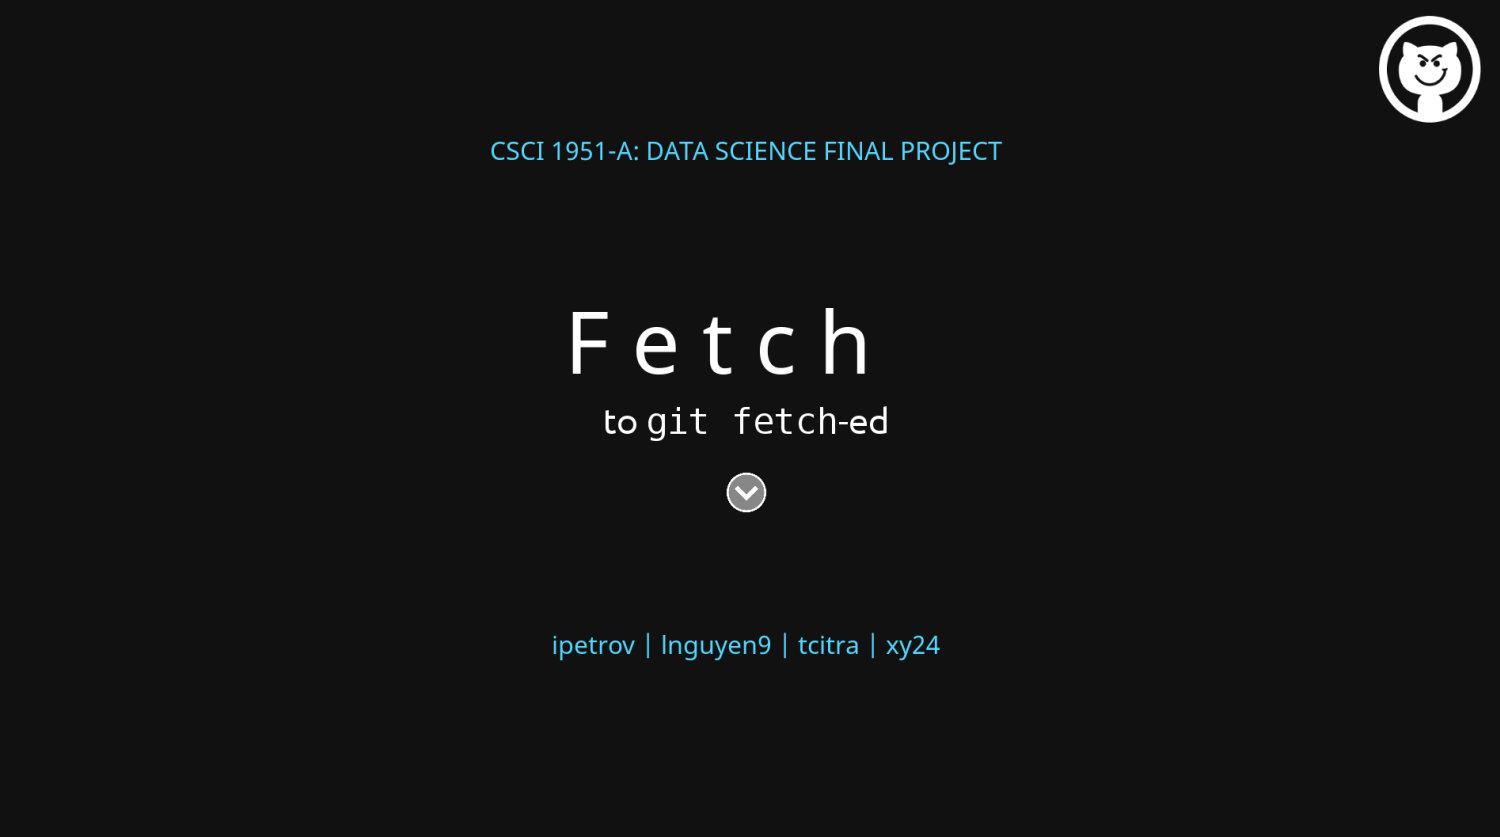 CSCI 1951-A: DATA SCIENCE FINAL PROJECT
Fetch
to git fetch-ed
ipetrov | lnguyen9 | tcitra | xy24